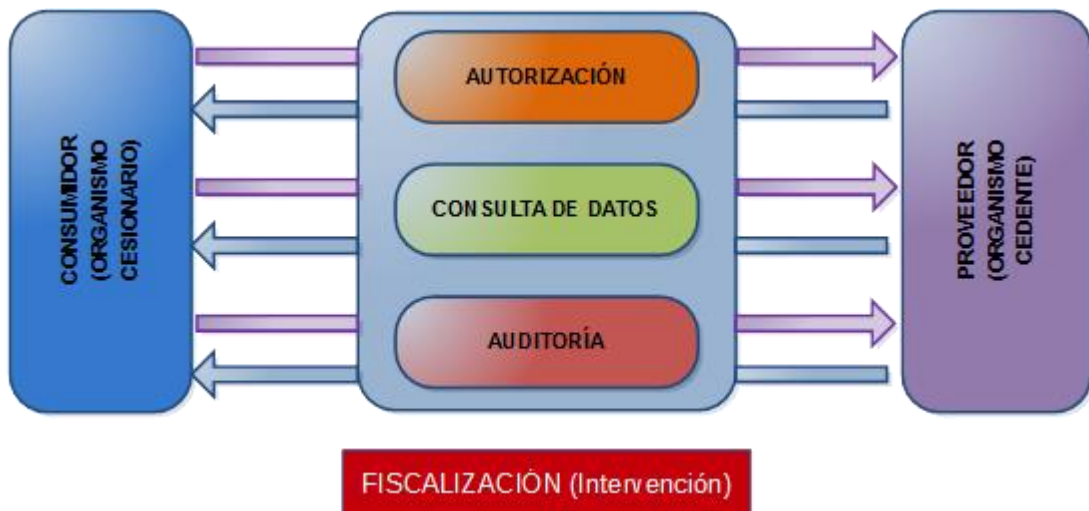 CONSUMIDOR
(ORGANISMO
CESIONARIO)
AUTORIZACIÓN
CONSULTA DE DATOS
AUDITORÍA
PROVEEDOR
(ORGANISMO
CEDENTE)
FISCALIZACIÓN (Intervención)